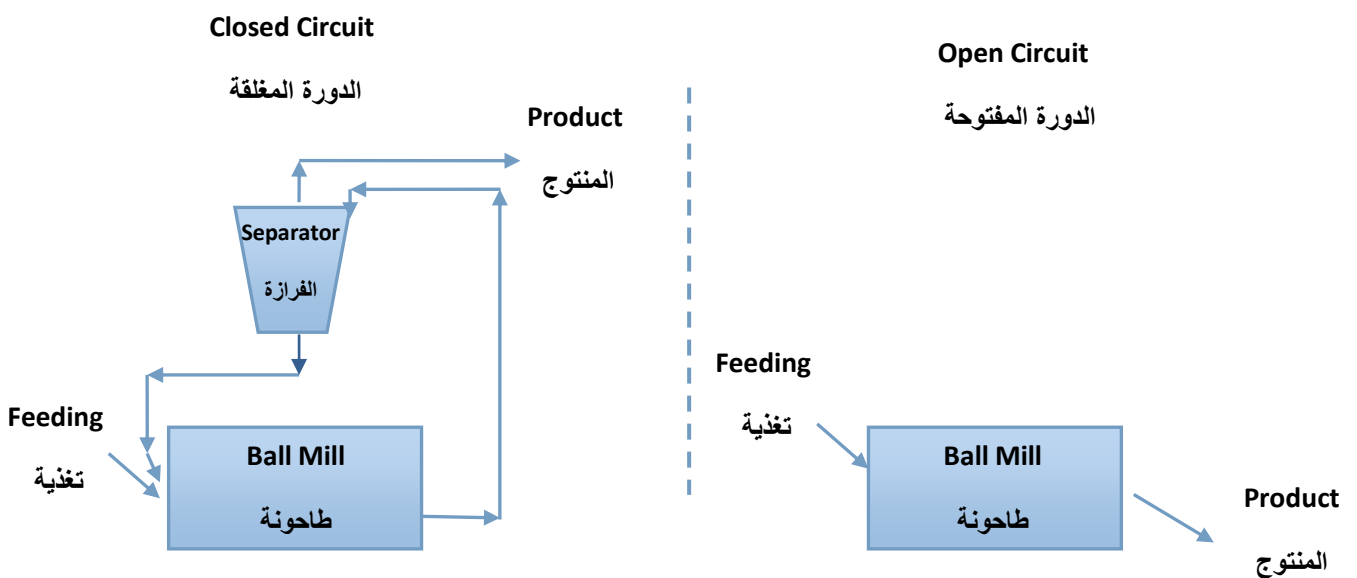 Closed Circuit
الدورة المغلقة
Product
المنتوج
Separator
الفرازة
Feeding
تغذية
Ball Mill
طاحونة
Open Circuit
الدورة المفتوحة
Feeding
تغذية
Ball Mill
طاحونة
Product
المنتوج